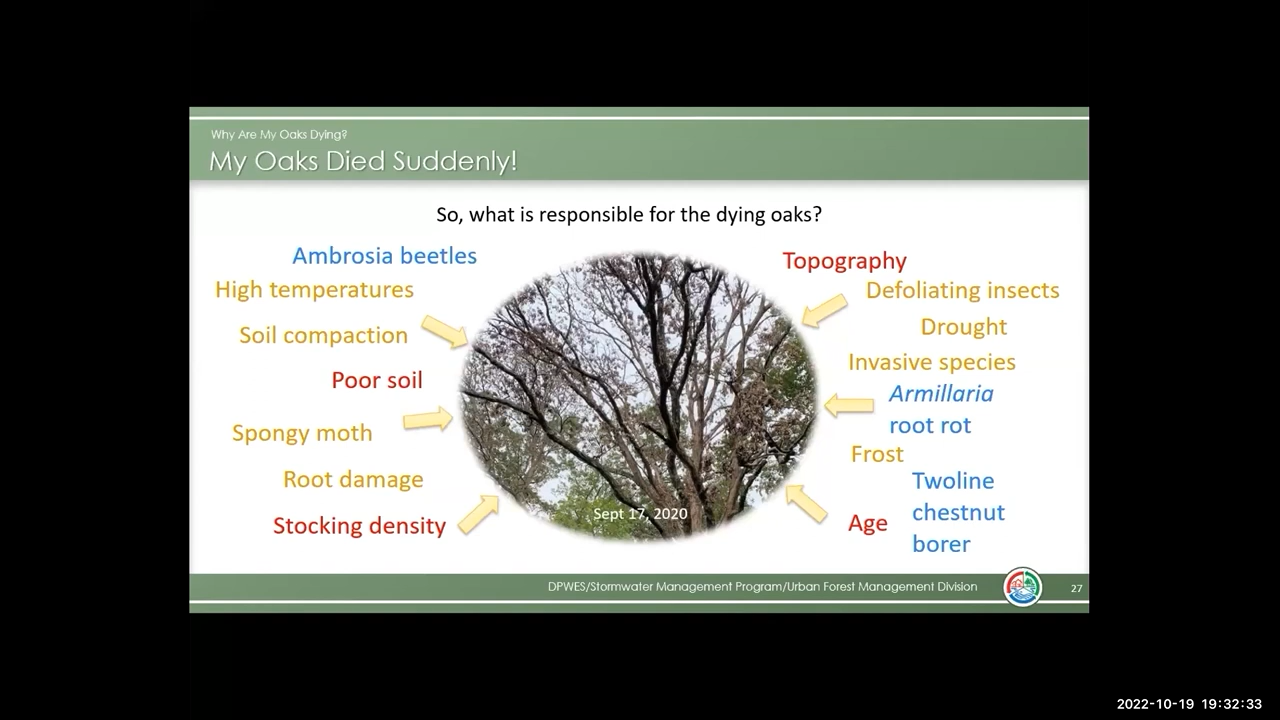 Why Are My Oaks Dying?
My Oaks Died Suddenly!
So, what is responsible for the dying oaks?
Ambrosia beetles
High temperatures
Soil compaction
Poor soil
Spongy moth
Root damage
Stocking density
Sept 17, 2020
Topography
Defoliating insects
Drought
Invasive species
Armillaria
root rot
Frost
Twoline
chestnut
borer
Age
DPWES/Stormwater Management Program/Urban Forest Management Division
27
2022-10-19 19:32:33